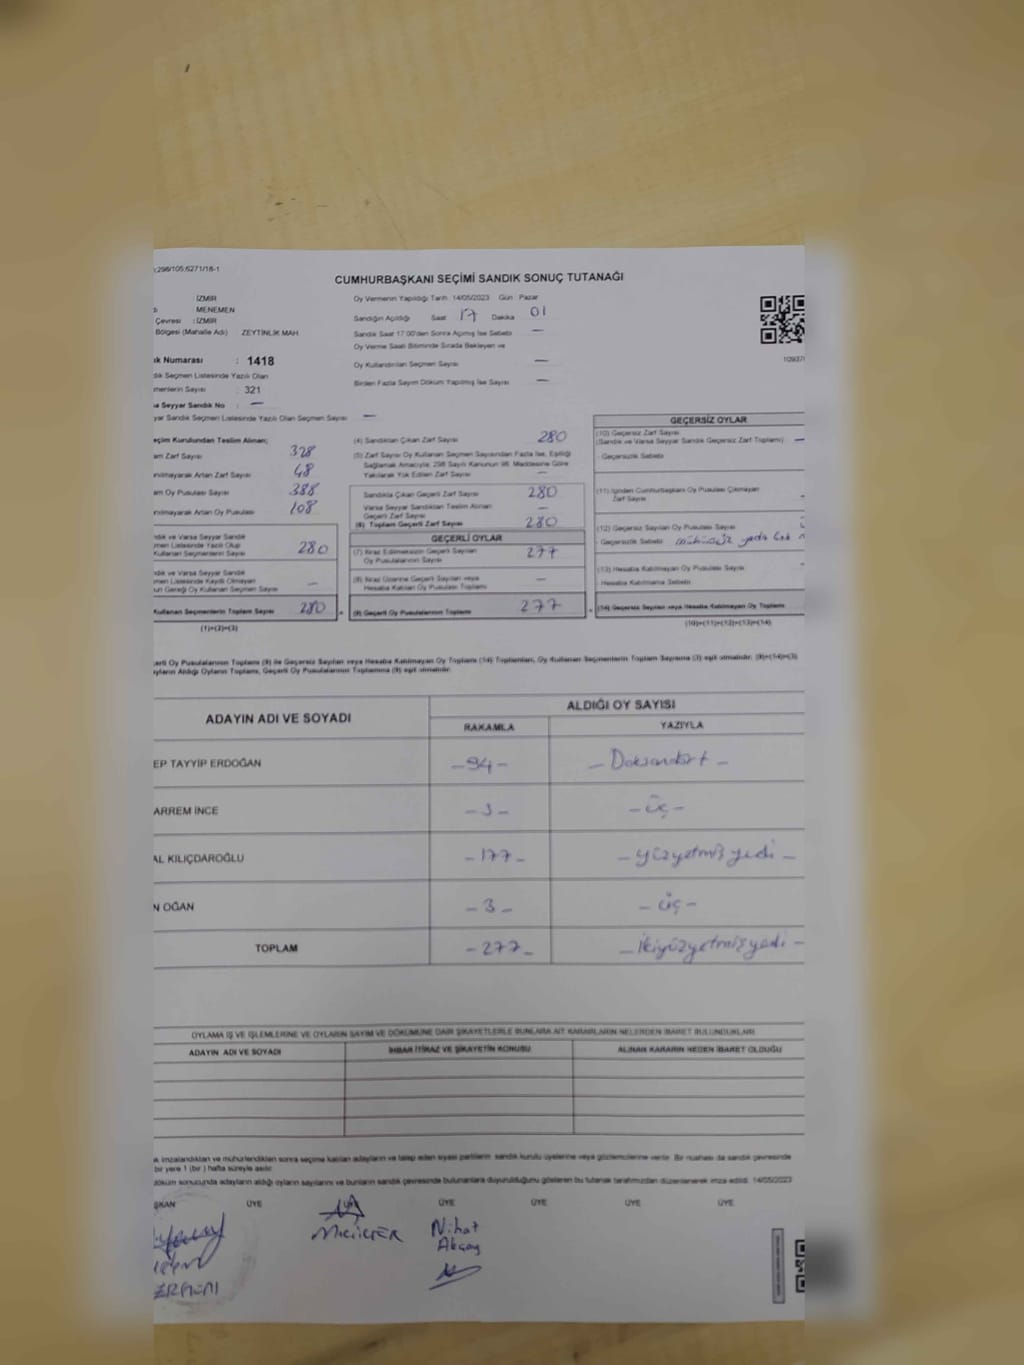 :298/105;6271/16-1
CUMHURBAŞKANI SEÇİMİ SANDIK SONUÇ TUTANAĞI
İZMİR
MENEMEN
Çevresi : İZMİR
Bölgesi (Mahalle Adı) ZEYTİNLİK MAH.
Oy Vermenin Yapıldığı Tarih : 14/05/2023 Gün : Pazar
Sandığın Açıldığı Saat 17 Dakika 01
Sandık Saat 17:00'den Sonra Açılmış İse Sebebi —
Oy Verme Saati Bitiminde Sırada Bekleyen ve
Oy Kullandırılan Seçmen Sayısı —
Birden Fazla Sayım Döküm Yapılmış İse Sayısı —
10937
k Numarası : 1418
dık Seçmen Listesinde Yazılı Olan
menlerin Sayısı : 321
sa Seyyar Sandık No : —
yar Sandık Seçmen Listesinde Yazılı Olan Seçmen Sayısı : —
eçim Kurulundan Teslim Alınan;
am Zarf Sayısı 328
anılmayarak Artan Zarf Sayısı 48
am Oy Pusulası Sayısı 388
anılmayarak Artan Oy Pusulası 108
ndık ve Varsa Seyyar Sandık
men Listesinde Yazılı Olup
Kullanan Seçmenlerin Sayısı 280
ndık ve Varsa Seyyar Sandık
men Listesinde Kayıtlı Olmayan
un Gereği Oy Kullanan Seçmen Sayısı —
Kullanan Seçmenlerin Toplam Sayısı 280
(1)+(2)=(3)
(4) Sandıktan Çıkan Zarf Sayısı 280
(5) Zarf Sayısı Oy Kullanan Seçmen Sayısından Fazla İse, Eşitliği
Sağlamak Amacıyla, 298 Sayılı Kanunun 98. Maddesine Göre
Yakılarak Yok Edilen Zarf Sayısı —
Sandıkta Çıkan Geçerli Zarf Sayısı 280
Varsa Seyyar Sandıktan Teslim Alınan
Geçerli Zarf Sayısı —
(6) Toplam Geçerli Zarf Sayısı 280
GEÇERLİ OYLAR
(7) İtiraz Edilmeksizin Geçerli Sayılan
Oy Pusulalarının Sayısı 277
(8) İtiraz Üzerine Geçerli Sayılan veya
Hesaba Katılan Oy Pusulası Toplamı —
(9) Geçerli Oy Pusulalarının Toplamı 277
GEÇERSİZ OYLAR
(10) Geçersiz Zarf Sayısı
(Sandık ve Varsa Seyyar Sandık Geçersiz Zarf Toplamı) —
- Geçersizlik Sebebi
(11) İçinden Cumhurbaşkanı Oy Pusulası Çıkmayan
Zarf Sayısı
(12) Geçersiz Sayılan Oy Pusulası Sayısı
- Geçersizlik Sebebi mühürsüz yada
(13) Hesaba Katılmayan Oy Pusulası Sayısı
- Hesaba Katılmama Sebebi
(14) Geçersiz Sayılan veya Hesaba Katılmayan Oy Toplamı
(10)+(11)+(12)+(13)=(14)
erli Oy Pusulalarının Toplamı (9) ile Geçersiz Sayılan veya Hesaba Katılmayan Oy Toplamı (14) Toplamları, Oy Kullanan Seçmenlerin Toplam Sayısına (3) eşit olmalıdır. (9)+(14)=(3)
ayların Aldığı Oyların Toplamı, Geçerli Oy Pusulalarının Toplamına (9) eşit olmalıdır.
ADAYIN ADI VE SOYADI
ALDIĞI OY SAYISI
RAKAMLA YAZIYLA
EP TAYYİP ERDOĞAN -94- - Doksandört -
ARREM İNCE -3- -üç-
AL KILIÇDAROĞLU -177- -yüzyetmişyedi -
N OĞAN -3- -üç-
TOPLAM -277- -ikiyüzyetmişyedi -
OYLAMA İŞ VE İŞLEMLERİNE VE OYLARIN SAYIM VE DÖKÜMÜNE DAİR ŞİKAYETLERLE BUNLARA AİT KARARLARIN NELERDEN İBARET BULUNDUKLARI
ADAYIN ADI VE SOYADI İHBAR İTİRAZ VE ŞİKAYETİN KONUSU ALINAN KARARIN NEDEN İBARET OLDUĞU
k imzalandıktan ve mühürlendikten sonra seçime katılan adayların ve talep eden siyasi partilerin sandık kurulu üyelerine veya gözlemcilerine verilir. Bir nüshası da sandık çevresinde
bir yere 1 (bir ) hafta süreyle asılır.
döküm sonucunda adayların aldığı oyların sayılarını ve bunların sandık çevresinde bulunanlara duyurulduğunu gösteren bu tutanak tarafımızdan düzenlenerek imza edildi. 14/05/2023
ŞKAN ÜYE ÜYE ÜYE ÜYE ÜYE
Nihat
Akçay